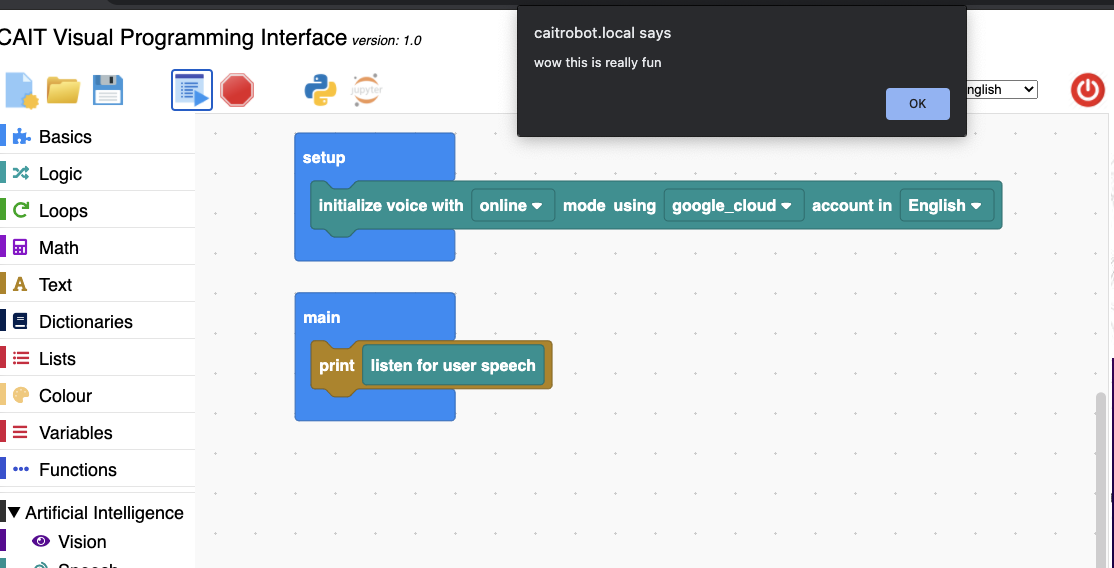 CAIT Visual Programming Interface version: 1.0
caitrobot.local says
wow this is really fun
OK
jupyter
nglish
Basics
Logic
Loops
Math
Text
Dictionaries
Lists
Colour
Variables
Functions
Artificial Intelligence
Vision
setup
initialize voice with online mode using google_cloud account in English
main
print listen for user speech